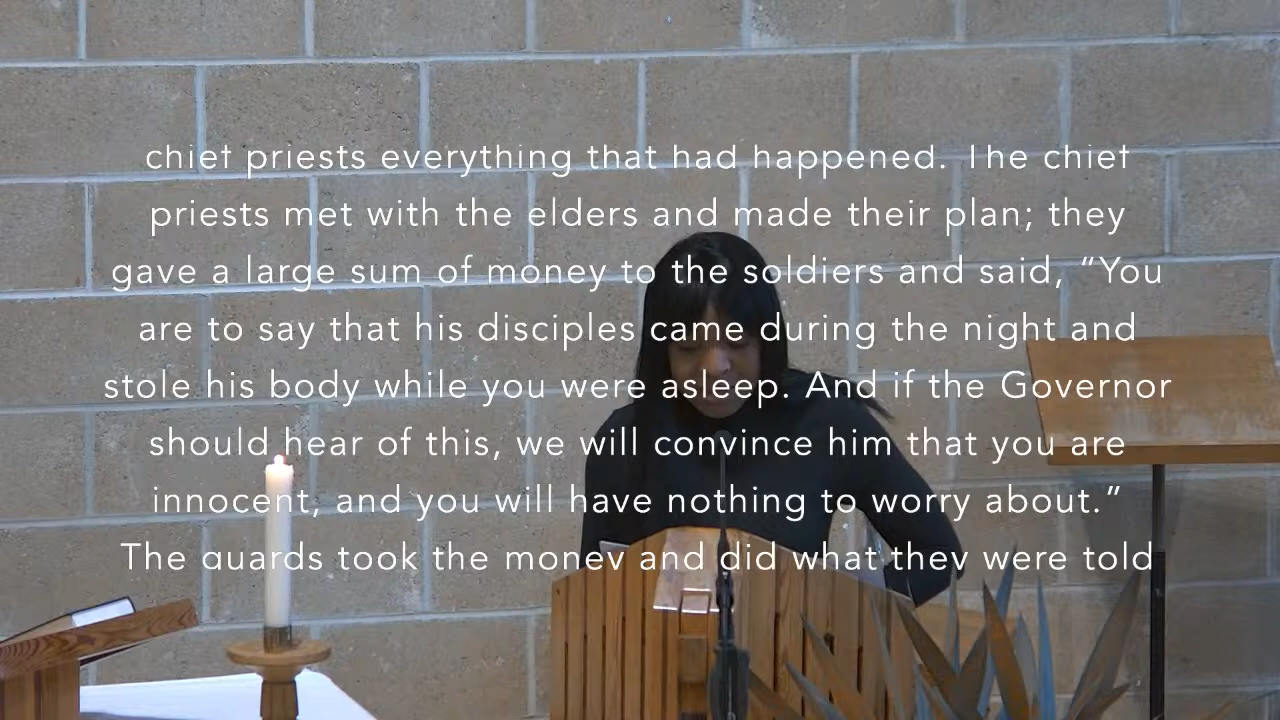 chief priests everything that had happened. The chief
priests met with the elders and made their plan; they
gave a large sum of money to the soldiers and said, “You
are to say that his disciples came during the night and
stole his body while you were asleep. And if the Governor
should hear of this, we will convince him that you are
innocent, and you will have nothing to worry about.”
The guards took the money and did what they were told